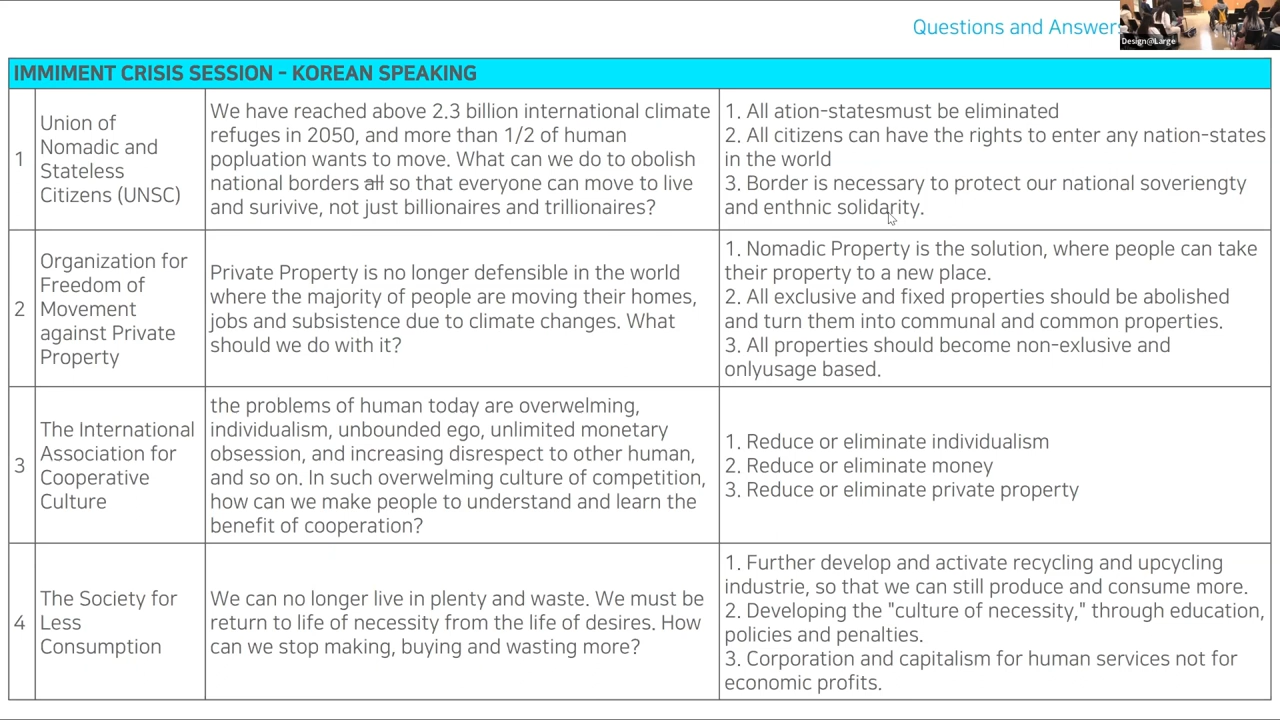 Questions and Answers
Design@Large
IMMIMENT CRISIS SESSION - KOREAN SPEAKING
1
Union of
Nomadic and
Stateless
Citizens (UNSC)
We have reached above 2.3 billion international climate
refuges in 2050, and more than 1/2 of human
popluation wants to move. What can we do to obolish
national borders all so that everyone can move to live
and surivive, not just billionaires and trillionaires?
1. All ation-statesmust be eliminated
2. All citizens can have the rights to enter any nation-states
in the world
3. Border is necessary to protect our national soveriengty
and enthnic solidarity.
2
Organization for
Freedom of
Movement
against Private
Property
Private Property is no longer defensible in the world
where the majority of people are moving their homes,
jobs and subsistence due to climate changes. What
should we do with it?
1. Nomadic Property is the solution, where people can take
their property to a new place.
2. All exclusive and fixed properties should be abolished
and turn them into communal and common properties.
3. All properties should become non-exlusive and
onlyusage based.
3
The International
Association for
Cooperative
Culture
the problems of human today are overwelming,
individualism, unbounded ego, unlimited monetary
obsession, and increasing disrespect to other human,
and so on. In such overwelming culture of competition,
how can we make people to understand and learn the
benefit of cooperation?
1. Reduce or eliminate individualism
2. Reduce or eliminate money
3. Reduce or eliminate private property
4
The Society for
Less
Consumption
We can no longer live in plenty and waste. We must be
return to life of necessity from the life of desires. How
can we stop making, buying and wasting more?
1. Further develop and activate recycling and upcycling
industrie, so that we can still produce and consume more.
2. Developing the "culture of necessity," through education,
policies and penalties.
3. Corporation and capitalism for human services not for
economic profits.